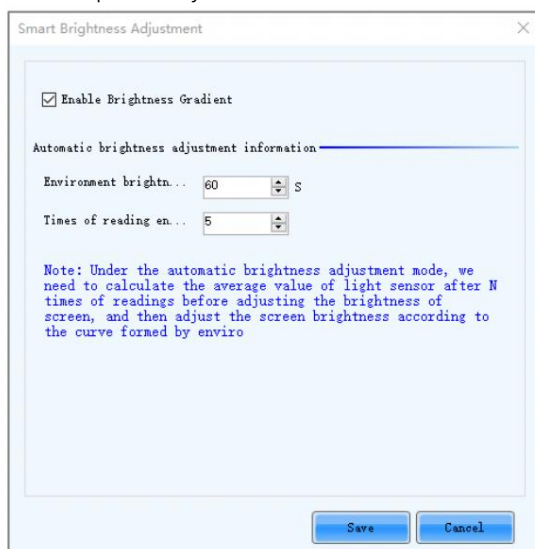 Smart Brightness Adjustment
Enable Brightness Gradient
Automatic brightness adjustment information
Environment brightn... 60 S
Times of reading en... 5
Note: Under the automatic brightness adjustment mode, we
need to calculate the average value of light sensor after N
times of readings before adjusting the brightness of
screen, and then adjust the screen brightness according to
the curve formed by enviro
Save Cancel